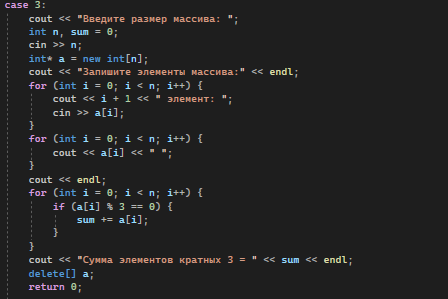 case 3:
cout << "Введите размер массива: ";
int n, sum = 0;
cin >> n;
int* a = new int[n];
cout << "Запишите элементы массива:" << endl;
for (int i = 0; i < n; i++) {
cout << i + 1 << " элемент: ";
cin >> a[i];
}
for (int i = 0; i < n; i++) {
cout << a[i] << " ";
}
cout << endl;
for (int i = 0; i < n; i++) {
if (a[i] % 3 == 0) {
sum += a[i];
}
}
cout << "Сумма элементов кратных 3 = " << sum << endl;
delete[] a;
return 0;